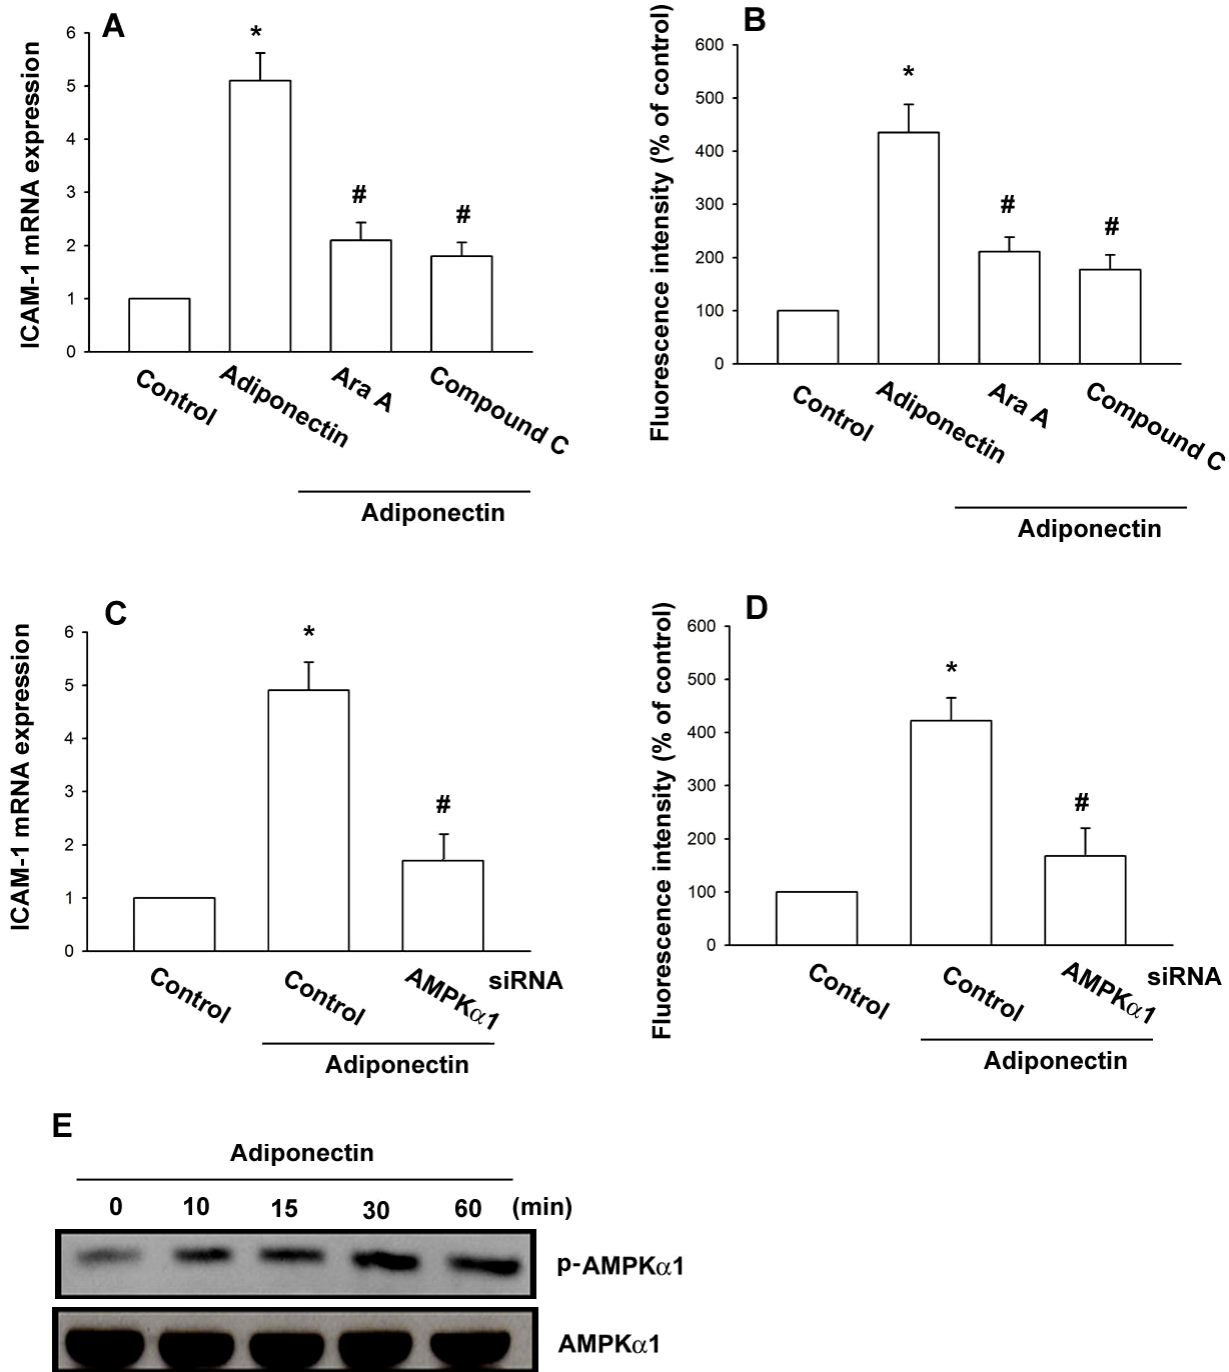 A
ICAM-1 mRNA expression
6
5
4
3
2
1
0
*
#
#
Control
Adiponectin
Ara A
Compound C
Adiponectin
B
Fluorescence intensity (% of control)
600
500
400
300
200
100
0
*
#
#
Control
Adiponectin
Ara A
Compound C
Adiponectin
C
ICAM-1 mRNA expression
6
5
4
3
2
1
0
*
#
Control
Control
AMPKα1
siRNA
Adiponectin
D
Fluorescence intensity (% of control)
600
500
400
300
200
100
0
*
#
Control
Control
AMPKα1
siRNA
Adiponectin
E
Adiponectin
0 10 15 30 60 (min)
p-AMPKα1
AMPKα1